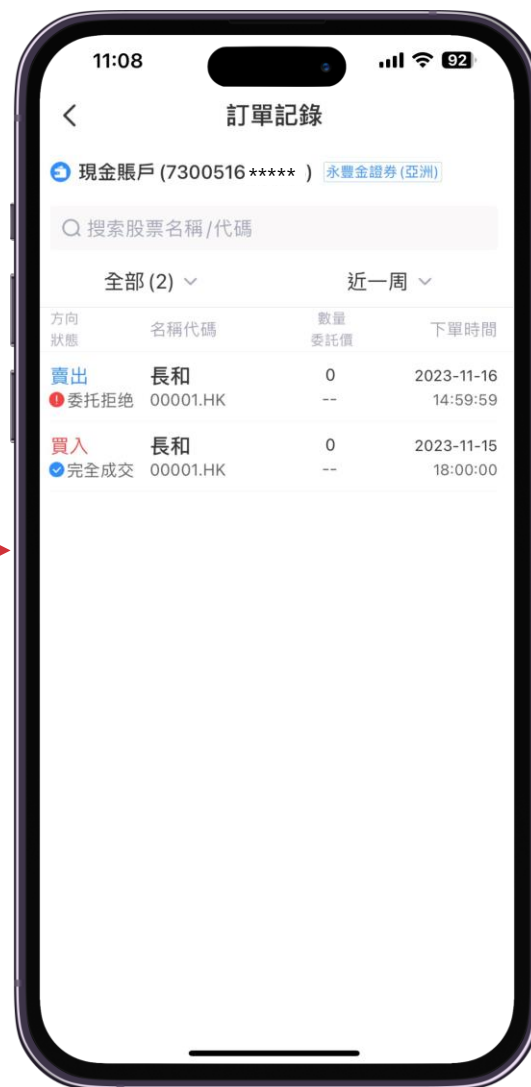 11:08 92
訂單記錄
現金賬戶 (7300516***** ) 永豐金證券(亞洲)
搜索股票名稱/代碼
全部(2) 近一周
方向 狀態 名稱代碼 數量 委託價 下單時間
賣出 長和 0 2023-11-16
委托拒绝 00001.HK -- 14:59:59
買入 長和 0 2023-11-15
完全成交 00001.HK -- 18:00:00